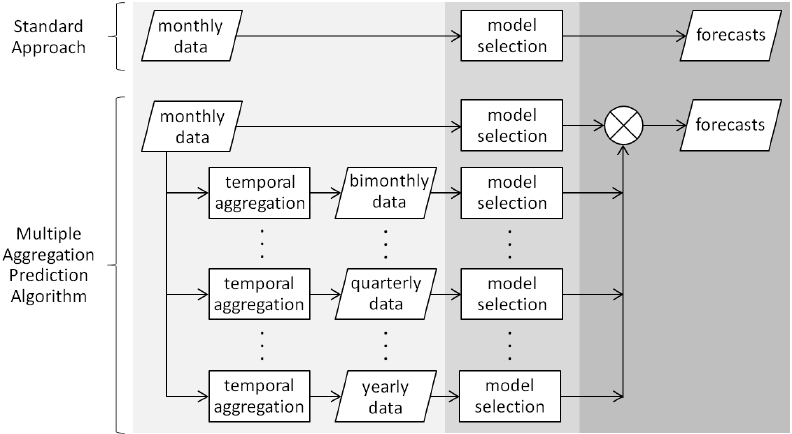 Standard
Approach
monthly
data
model
selection
forecasts
Multiple
Aggregation
Prediction
Algorithm
monthly
data
model
selection
forecasts
temporal
aggregation
bimonthly
data
model
selection
temporal
aggregation
quarterly
data
model
selection
temporal
aggregation
yearly
data
model
selection